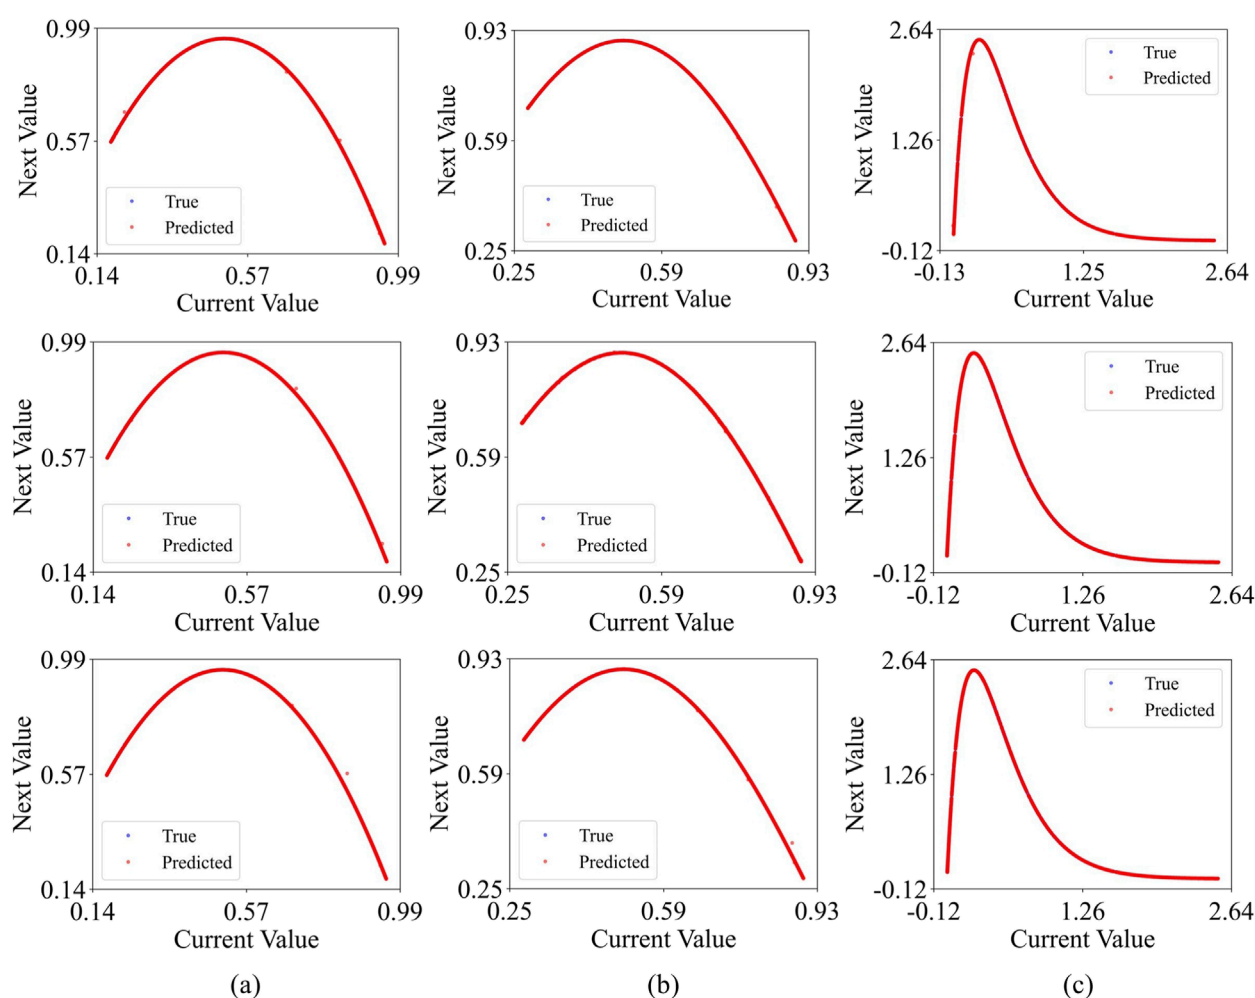 0.99
0.57
0.14
Next Value
True
Predicted
0.14 0.57 0.99
Current Value
0.93
0.59
0.25
Next Value
True
Predicted
0.25 0.59 0.93
Current Value
2.64
1.26
-0.12
Next Value
True
Predicted
-0.13 1.25 2.64
Current Value
0.99
0.57
0.14
Next Value
True
Predicted
0.14 0.57 0.99
Current Value
0.93
0.59
0.25
Next Value
True
Predicted
0.25 0.59 0.93
Current Value
2.64
1.26
-0.12
Next Value
True
Predicted
-0.12 1.26 2.64
Current Value
0.99
0.57
0.14
Next Value
True
Predicted
0.14 0.57 0.99
Current Value
0.93
0.59
0.25
Next Value
True
Predicted
0.25 0.59 0.93
Current Value
2.64
1.26
-0.12
Next Value
True
Predicted
-0.12 1.26 2.64
Current Value
(a) (b) (c)